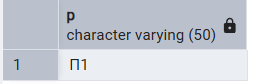 p
character varying (50)
1 П1